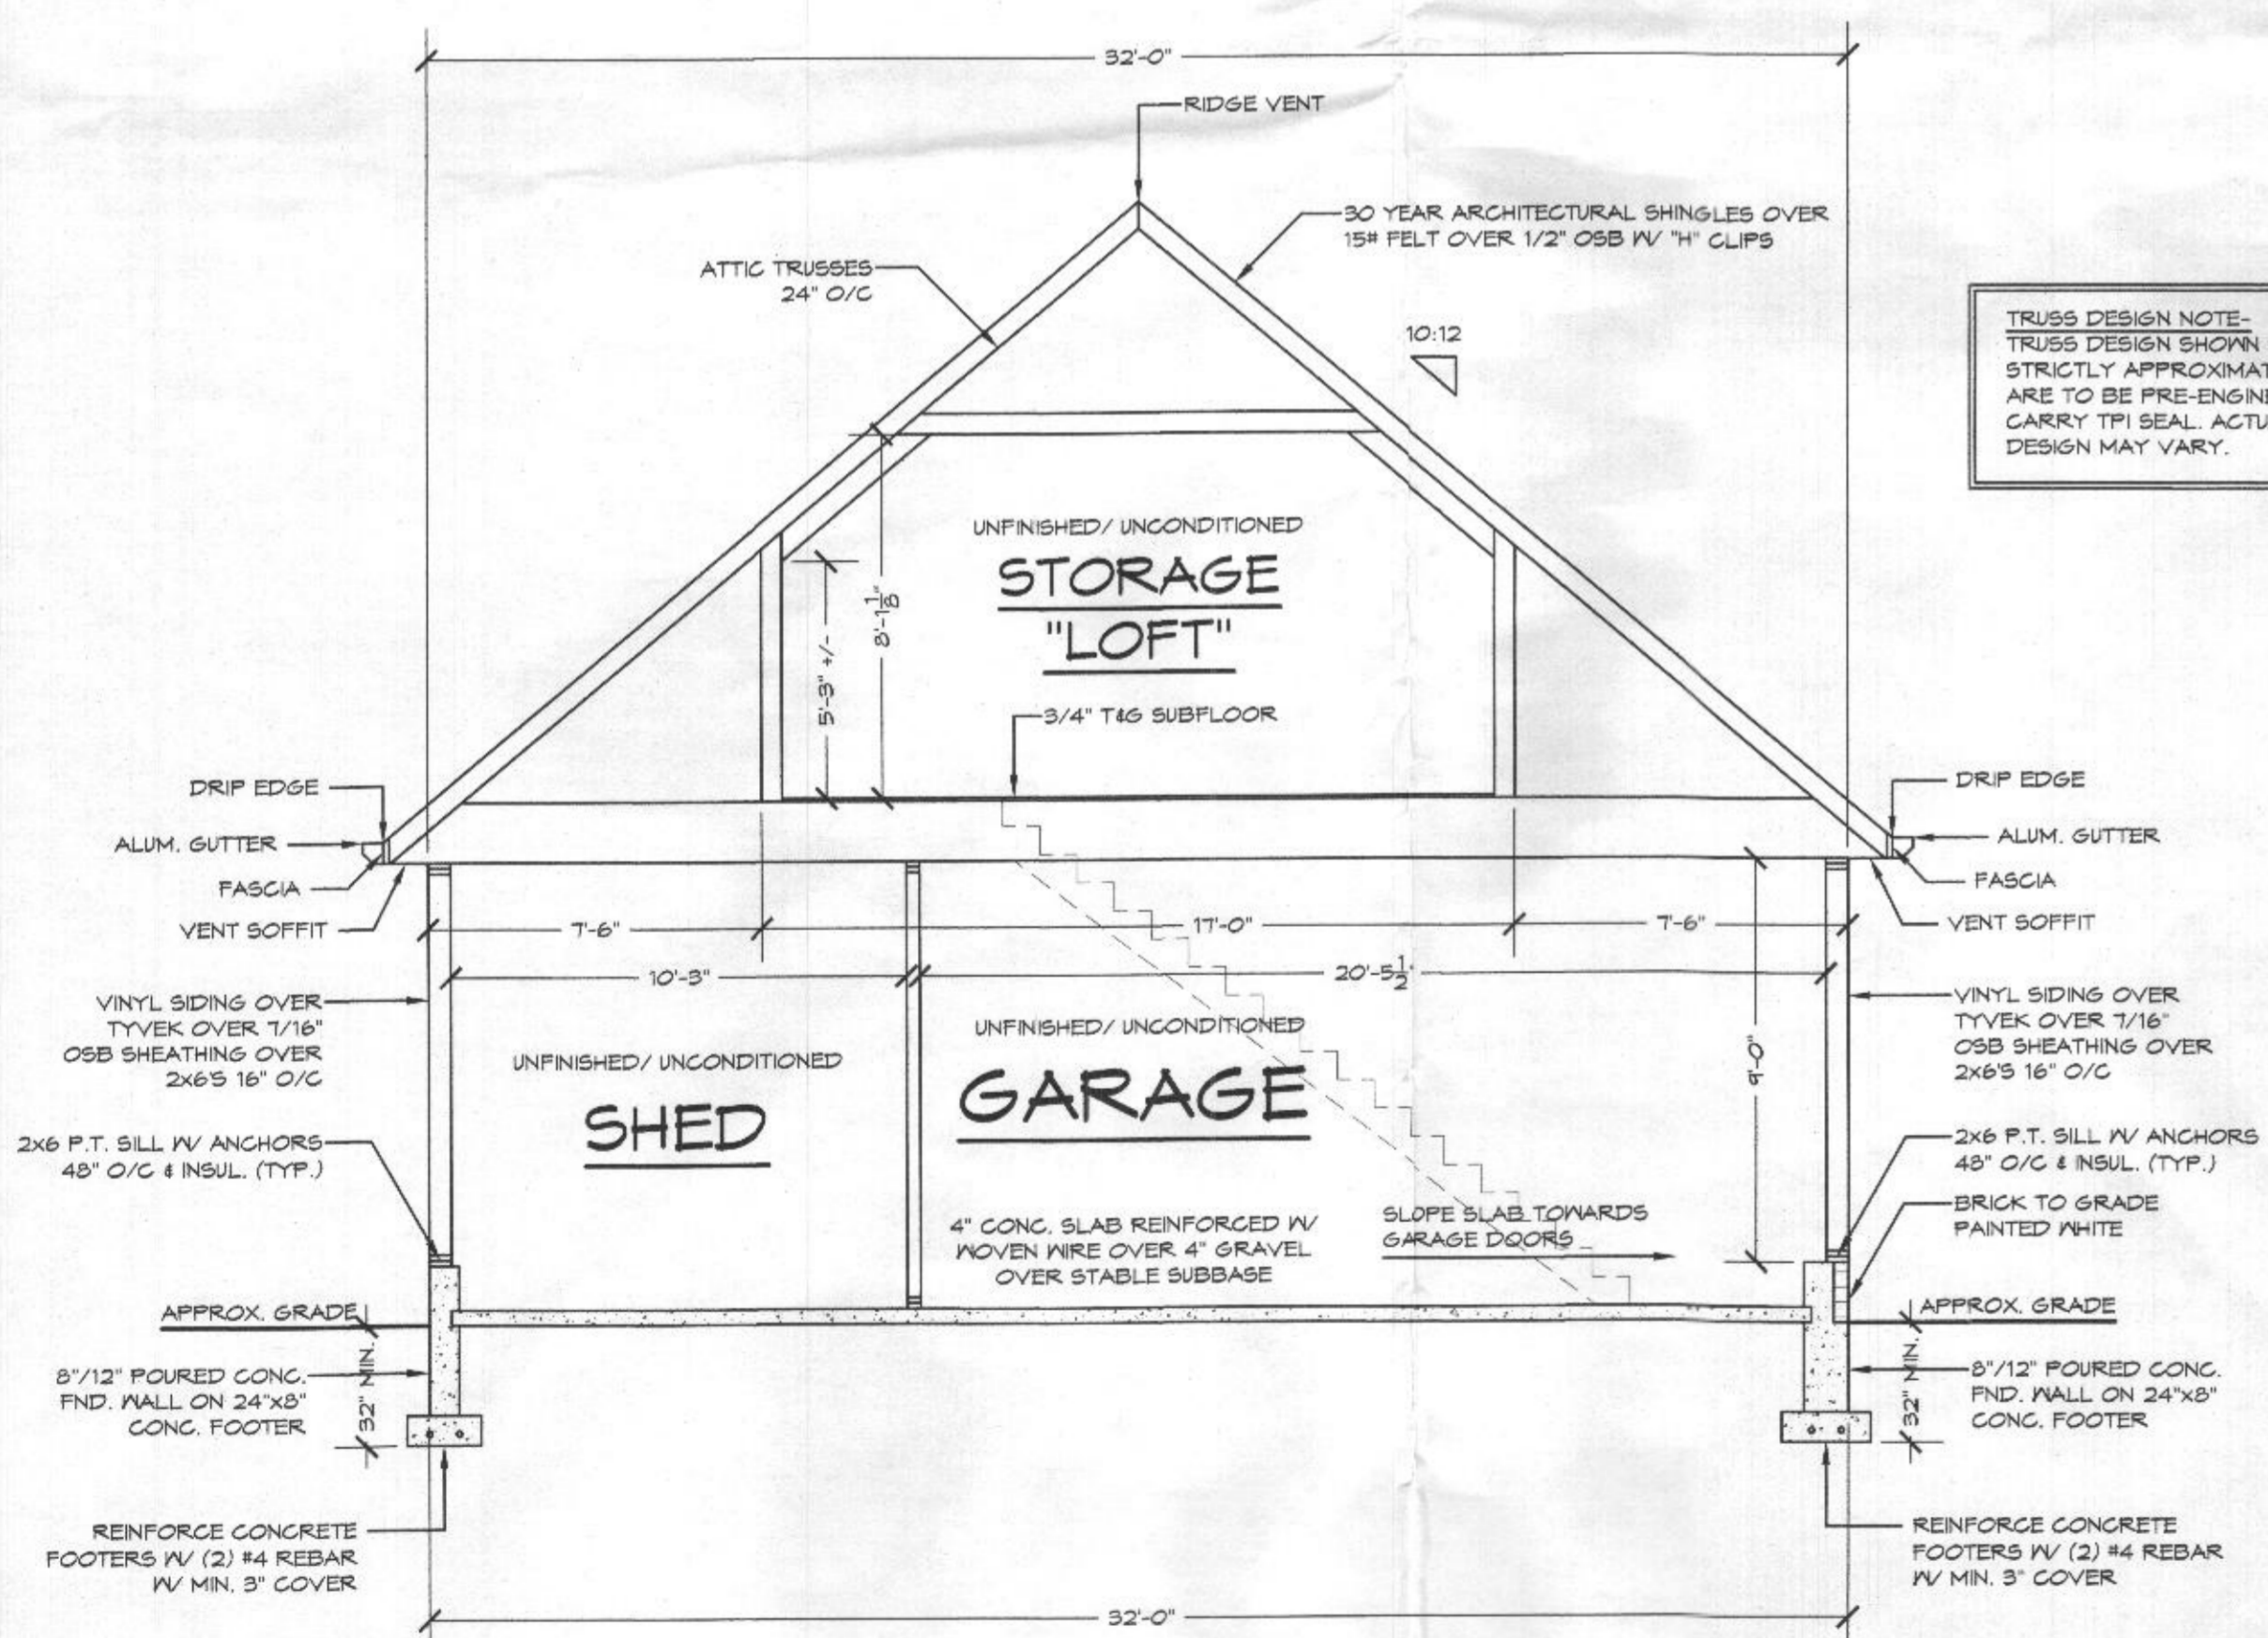 32'-0"
RIDGE VENT
30 YEAR ARCHITECTURAL SHINGLES OVER
15# FELT OVER 1/2" OSB W/ "H" CLIPS
ATTIC TRUSSES
24" O/C
10:12
TRUSS DESIGN NOTE-
TRUSS DESIGN SHOWN
STRICTLY APPROXIMAT
ARE TO BE PRE-ENGINE
CARRY TPI SEAL. ACTU
DESIGN MAY VARY.
UNFINISHED/ UNCONDITIONED
STORAGE
"LOFT"
5'-3" +/-
8'-1 1/8"
3/4" T&G SUBFLOOR
DRIP EDGE
ALUM. GUTTER
FASCIA
VENT SOFFIT
DRIP EDGE
ALUM. GUTTER
FASCIA
VENT SOFFIT
7'-6"
17'-0"
7'-6"
10'-3"
20'-5 1/2"
9'-0"
VINYL SIDING OVER
TYVEK OVER 7/16"
OSB SHEATHING OVER
2x6'S 16" O/C
UNFINISHED/ UNCONDITIONED
SHED
UNFINISHED/ UNCONDITIONED
GARAGE
VINYL SIDING OVER
TYVEK OVER 7/16"
OSB SHEATHING OVER
2x6'S 16" O/C
2x6 P.T. SILL W/ ANCHORS
48" O/C & INSUL. (TYP.)
2x6 P.T. SILL W/ ANCHORS
48" O/C & INSUL. (TYP.)
BRICK TO GRADE
PAINTED WHITE
4" CONC. SLAB REINFORCED W/
WOVEN WIRE OVER 4" GRAVEL
OVER STABLE SUBBASE
SLOPE SLAB TOWARDS
GARAGE DOORS
APPROX. GRADE
APPROX. GRADE
8"/12" POURED CONC.
FND. WALL ON 24"x8"
CONC. FOOTER
32" MIN.
32" MIN.
8"/12" POURED CONC.
FND. WALL ON 24"x8"
CONC. FOOTER
REINFORCE CONCRETE
FOOTERS W/ (2) #4 REBAR
W/ MIN. 3" COVER
REINFORCE CONCRETE
FOOTERS W/ (2) #4 REBAR
W/ MIN. 3" COVER
32'-0"